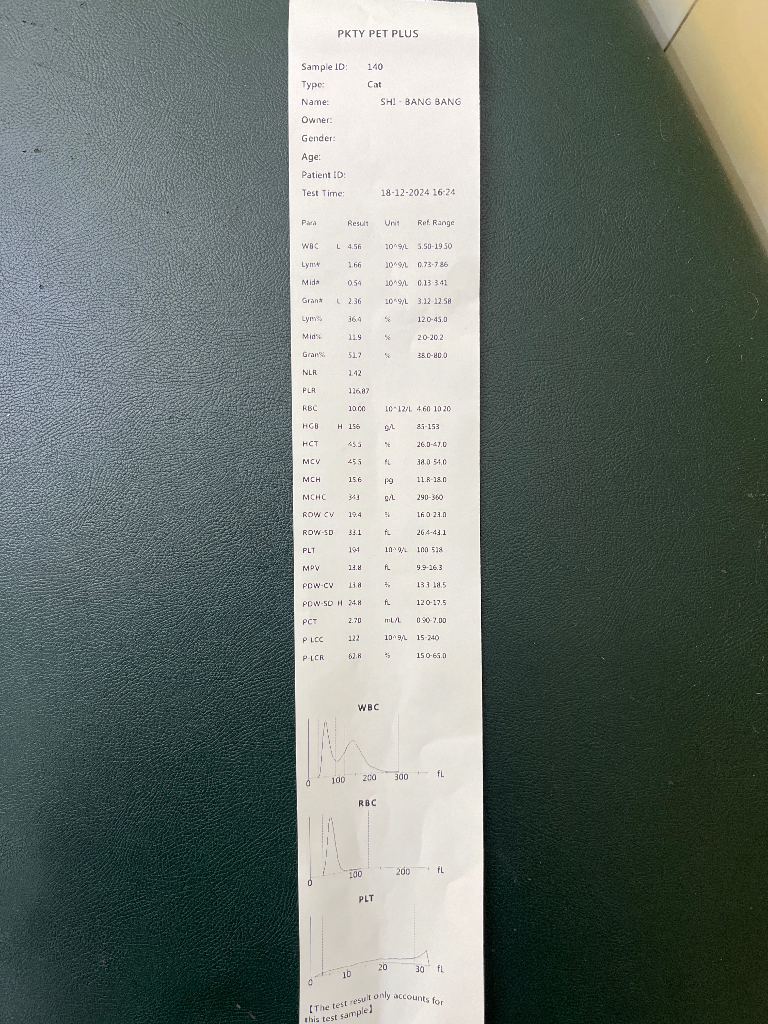 PKTY PET PLUS
Sample ID: 140
Type: Cat
Name: SHI - BANG BANG
Owner:
Gender:
Age:
Patient ID:
Test Time: 18-12-2024 16:24
Para Result Unit Ref. Range
WBC L 4.56 10^9/L 5.50-19.50
Lym# 1.66 10^9/L 0.73-7.86
Mid# 0.54 10^9/L 0.13-3.41
Gran# L 2.36 10^9/L 3.12-12.58
Lym% 36.4 % 12.0-45.0
Mid% 11.9 % 2.0-20.2
Gran% 51.7 % 38.0-80.0
NLR 1.42
PLR 116.87
RBC 10.00 10^12/L 4.60-10.20
HGB H 156 g/L 85-153
HCT 45.5 % 26.0-47.0
MCV 45.5 fL 38.0-54.0
MCH 15.6 pg 11.8-18.0
MCHC 343 g/L 290-360
RDW-CV 19.4 % 16.0-23.0
RDW-SD 33.1 fL 26.4-43.1
PLT 194 10^9/L 100-518
MPV 13.8 fL 9.9-16.3
PDW-CV 13.8 % 13.3-18.5
PDW-SD H 24.8 fL 12.0-17.5
PCT 2.70 mL/L 0.90-7.00
P-LCC 122 10^9/L 15-240
P-LCR 62.8 % 15.0-65.0
WBC
0 100 200 300 fL
RBC
0 100 200 fL
PLT
0 10 20 30 fL
【The test result only accounts for
this test sample】